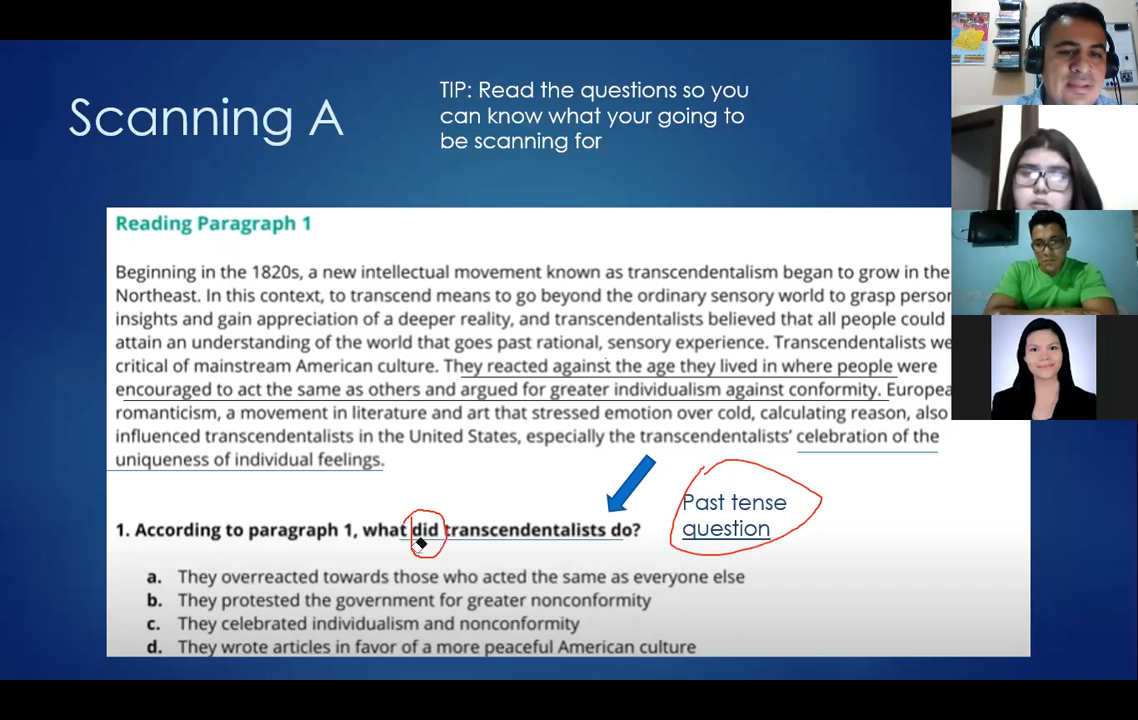 Scanning A
TIP: Read the questions so you
can know what your going to
be scanning for
Reading Paragraph 1
Beginning in the 1820s, a new intellectual movement known as transcendentalism began to grow in the
Northeast. In this context, to transcend means to go beyond the ordinary sensory world to grasp
insights and gain appreciation of a deeper reality, and transcendentalists believed that all people could
attain an understanding of the world that goes past rational, sensory experience. Transcendentalists
critical of mainstream American culture. They reacted against the age they lived in where people were
encouraged to act the same as others and argued for greater individualism against conformity.
romanticism, a movement in literature and art that stressed emotion over cold, calculating reason, also
influenced transcendentalists in the United States, especially the transcendentalists’ celebration of the
uniqueness of individual feelings.
Past tense
question
1. According to paragraph 1, what did transcendentalists do?
a. They overreacted towards those who acted the same as everyone else
b. They protested the government for greater nonconformity
c. They celebrated individualism and nonconformity
d. They wrote articles in favor of a more peaceful American culture